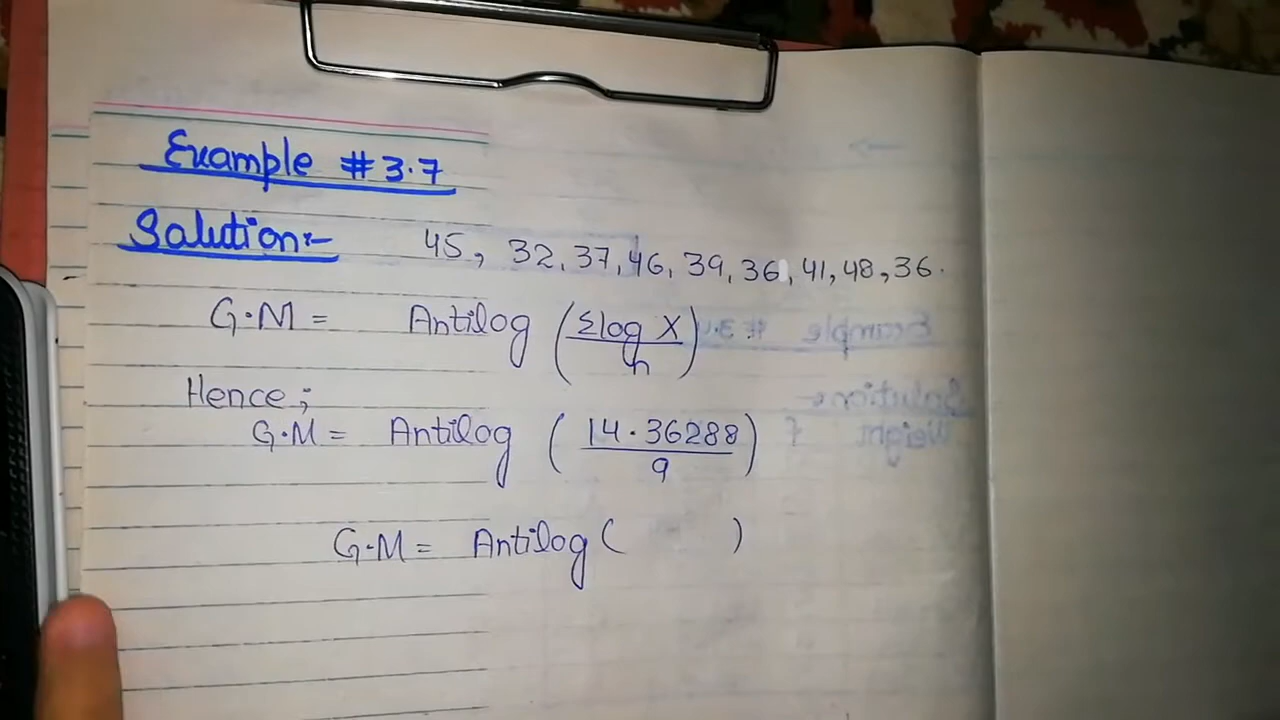 Example #3.7
Solution:-
45, 32, 37, 46, 39, 36, 41, 48, 36.
G.M = Antilog (Σlog X / n)
Hence;
G.M = Antilog (14.36288 / 9)
G.M = Antilog ( )